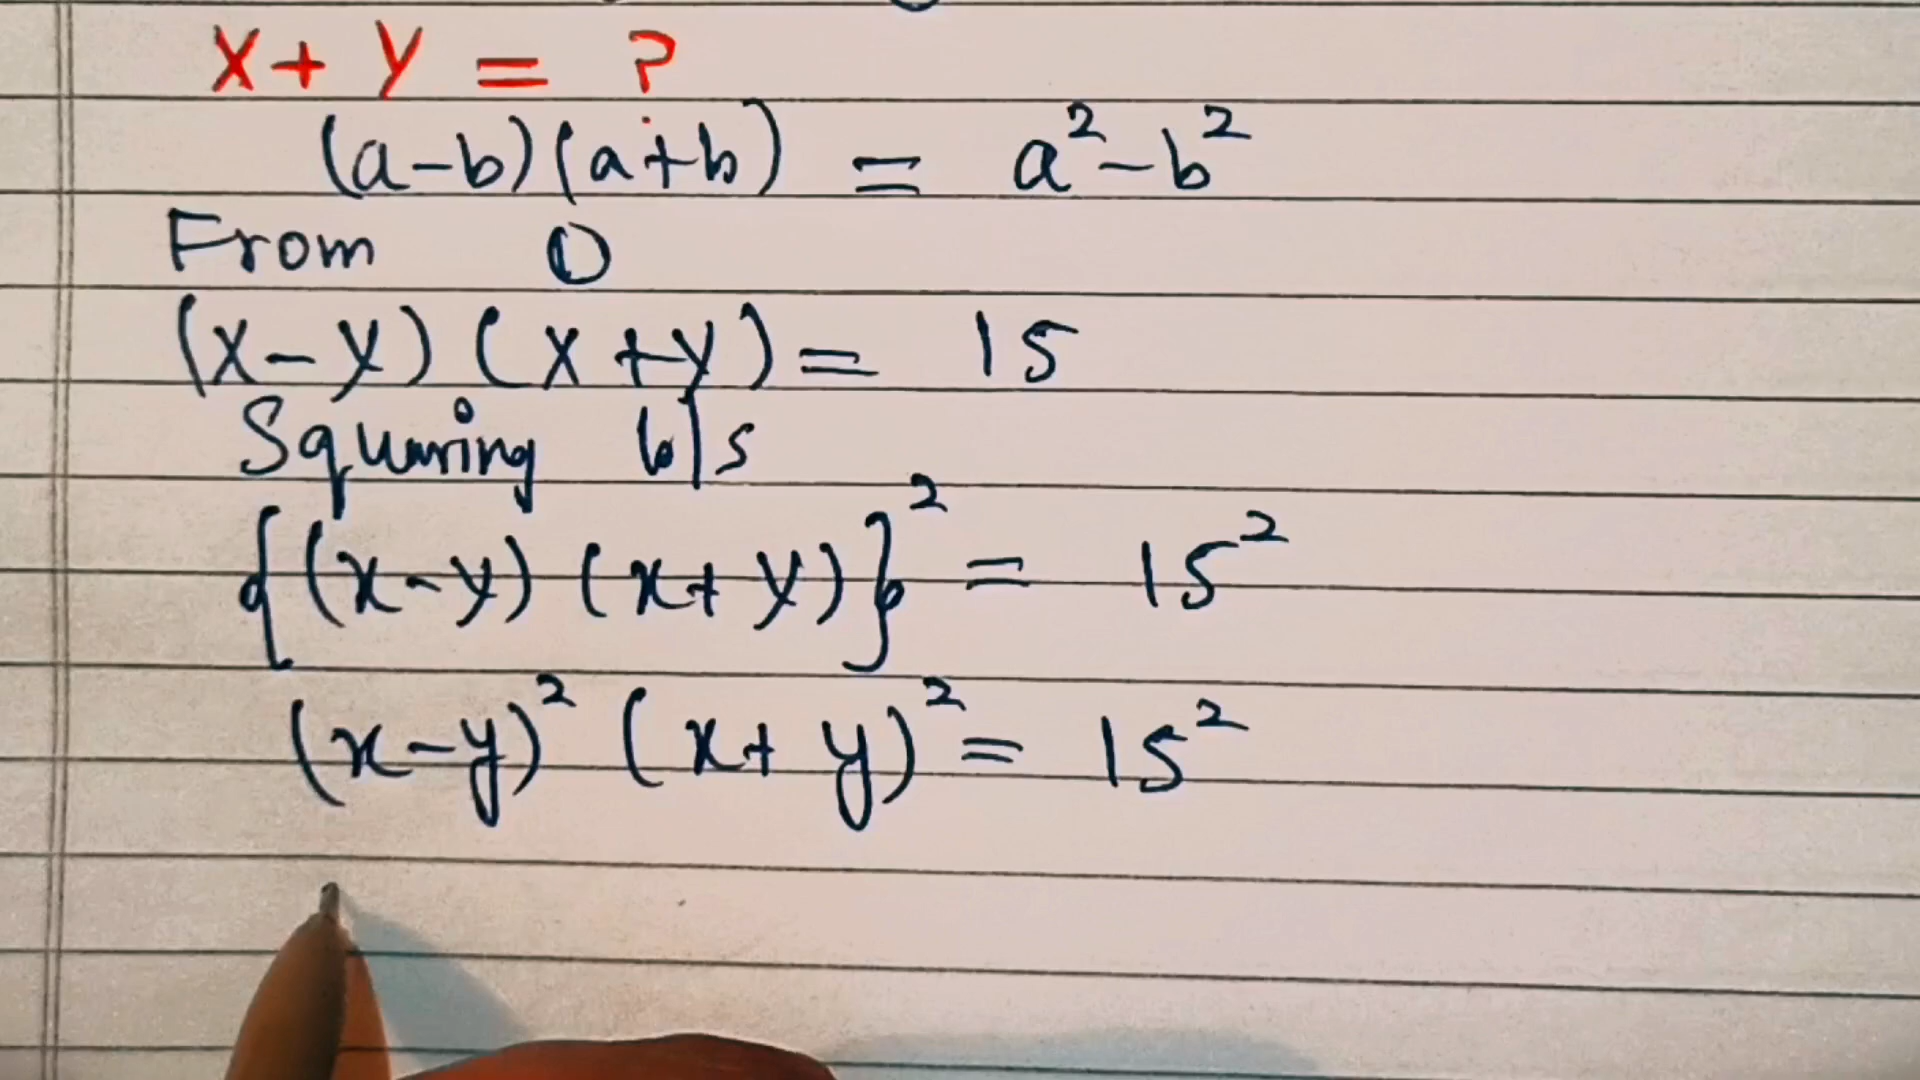 x + y = ?
(a-b)(a+b) = a²-b²
From ①
(x-y)(x+y) = 15
Squaring b/s
{(x-y)(x+y)}² = 15²
(x-y)²(x+y)² = 15²